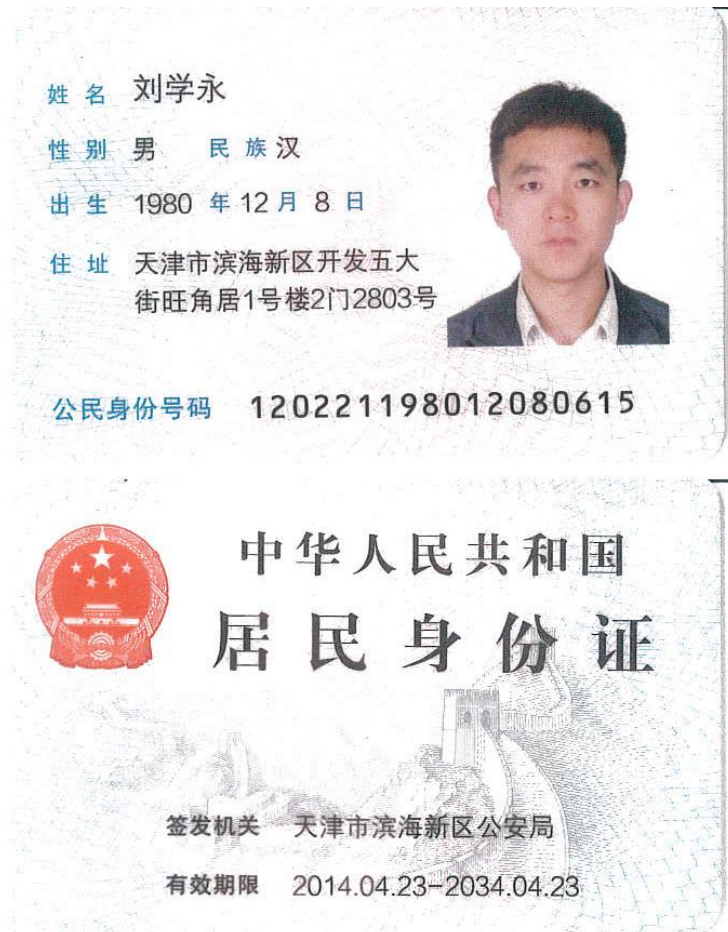 姓名 刘学永
性别 男 民族 汉
出生 1980 年 12 月 8 日
住址 天津市滨海新区开发五大
街旺角居1号楼2门2803号
公民身份号码 120221198012080615
中华人民共和国
居民身份证
签发机关 天津市滨海新区公安局
有效期限 2014.04.23-2034.04.23